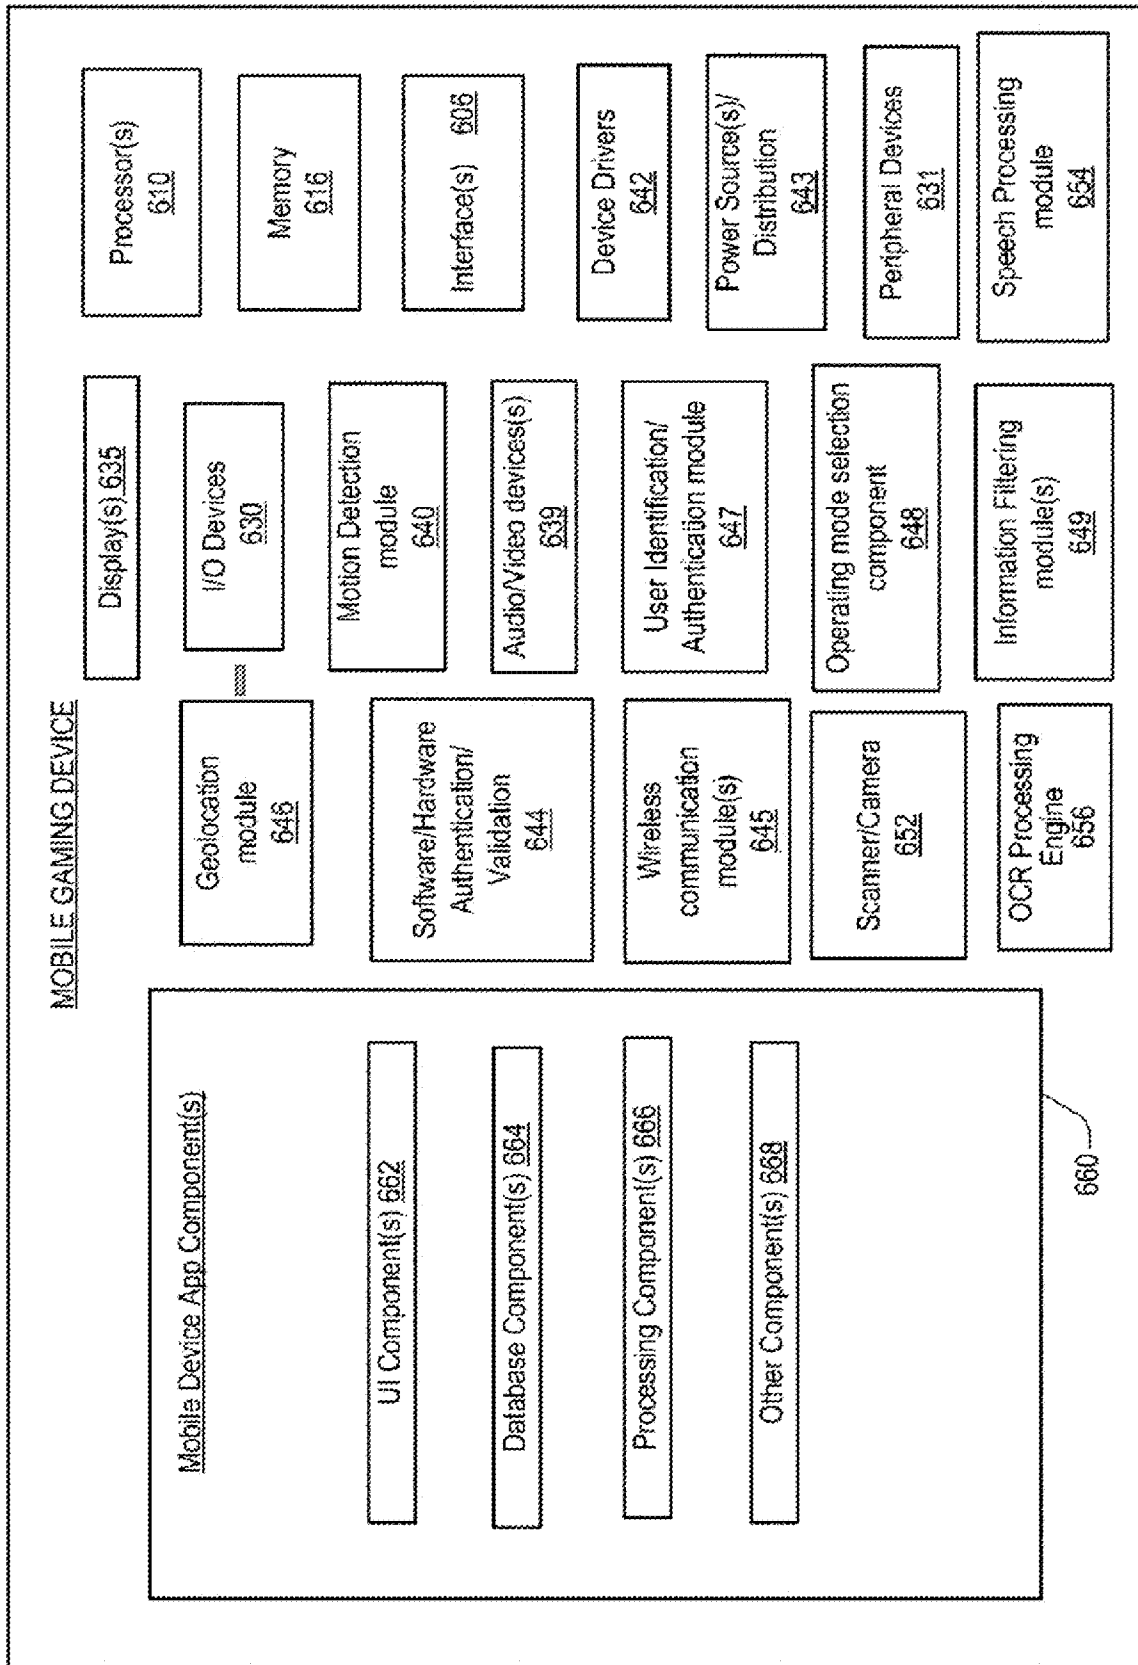 MOBILE GAMING DEVICE
Mobile Device App Component(s)
UI Component(s) 662
Database Component(s) 664
Processing Component(s) 666
Other Component(s) 668
660
Geolocation
module
646
Software/Hardware
Authentication/
Validation
644
Wireless
communication
module(s)
645
Scanner/Camera
652
OCR Processing
Engine
656
Display(s) 635
I/O Devices
630
Motion Detection
module
640
Audio/Video devices(s)
639
User Identification/
Authentication module
647
Operating mode selection
component
648
Information Filtering
module(s)
649
Processor(s)
610
Memory
616
Interface(s) 606
Device Drivers
642
Power Source(s)/
Distribution
643
Peripheral Devices
631
Speech Processing
module
654